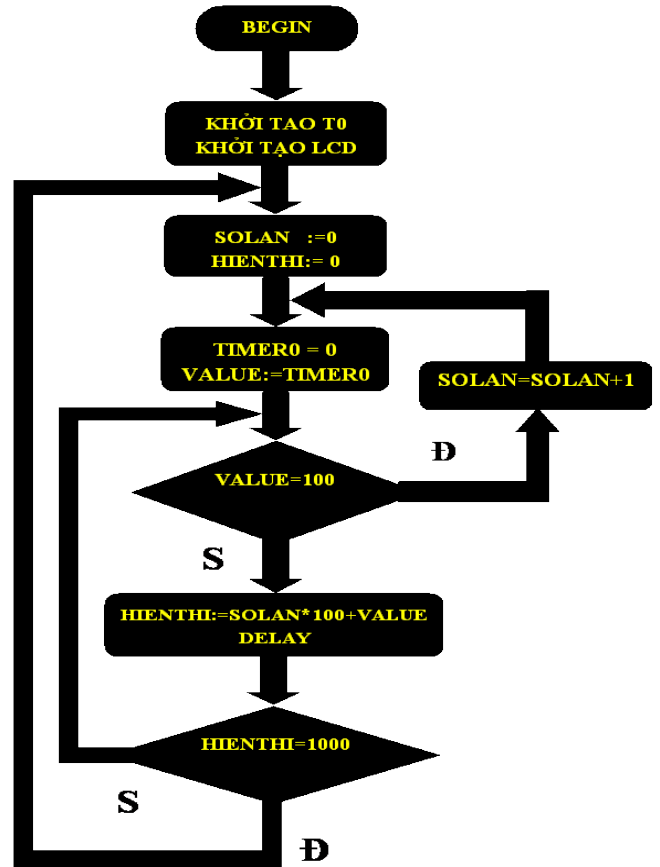 BEGIN
KHỞI TAO T0
KHỞI TẠO LCD
SOLAN :=0
HIENTHI:= 0
TIMER0 = 0
VALUE:=TIMER0
SOLAN=SOLAN+1
VALUE=100
Đ
S
HIENTHI:=SOLAN*100+VALUE
DELAY
HIENTHI=1000
S
Đ